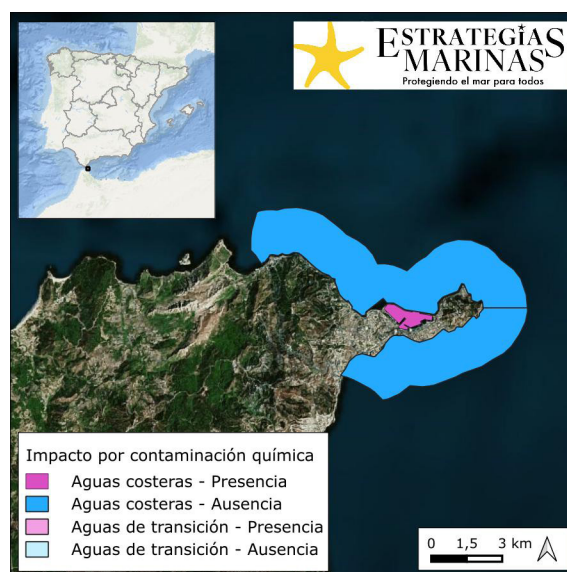 ESTRATEGIAS
MARINAS
Protegiendo el mar para todos
Impacto por contaminación química
Aguas costeras - Presencia
Aguas costeras - Ausencia
Aguas de transición - Presencia
Aguas de transición - Ausencia
0 1,5 3 km